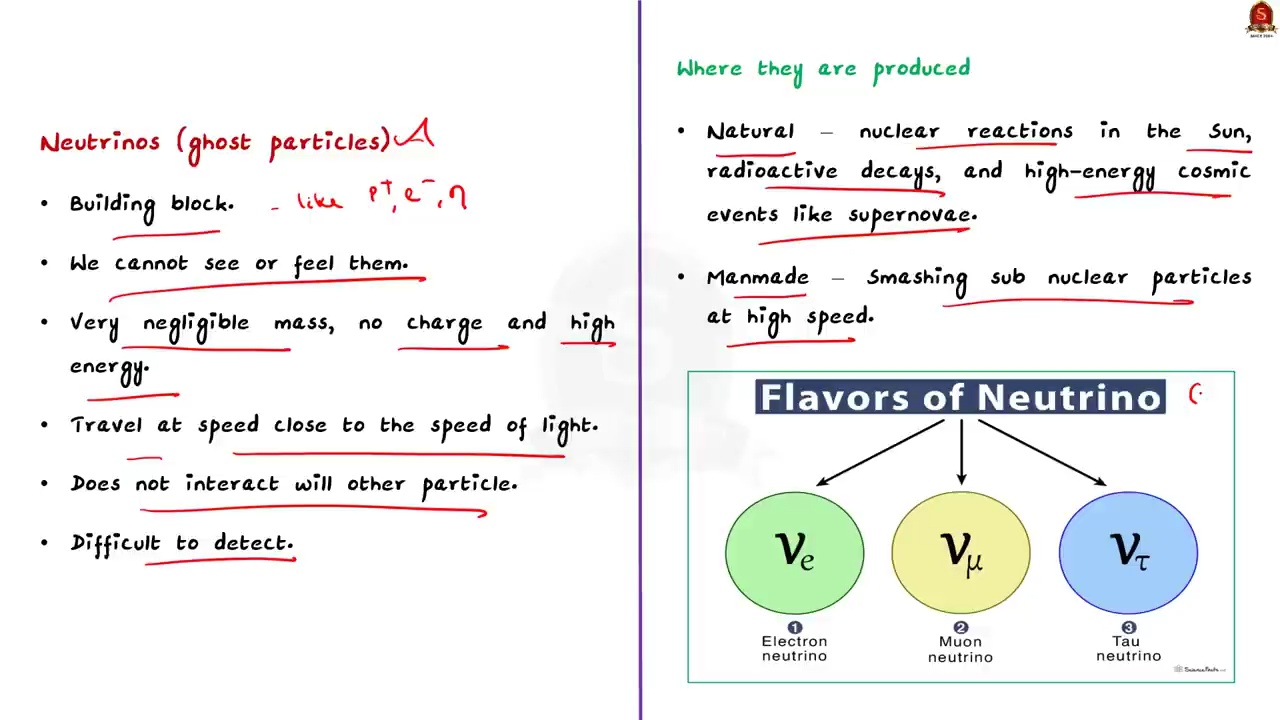 Neutrinos (ghost particles)
• Building block. - like p+, e-, η
• We cannot see or feel them.
• Very negligible mass, no charge and high
energy.
• Travel at speed close to the speed of light.
• Does not interact will other particle.
• Difficult to detect.
Where they are produced
• Natural – nuclear reactions in the Sun,
radioactive decays, and high-energy cosmic
events like supernovae.
• Manmade – Smashing sub nuclear particles
at high speed.
Flavors of Neutrino (
νe νμ ντ
1 2 3
Electron Muon Tau
neutrino neutrino neutrino
S